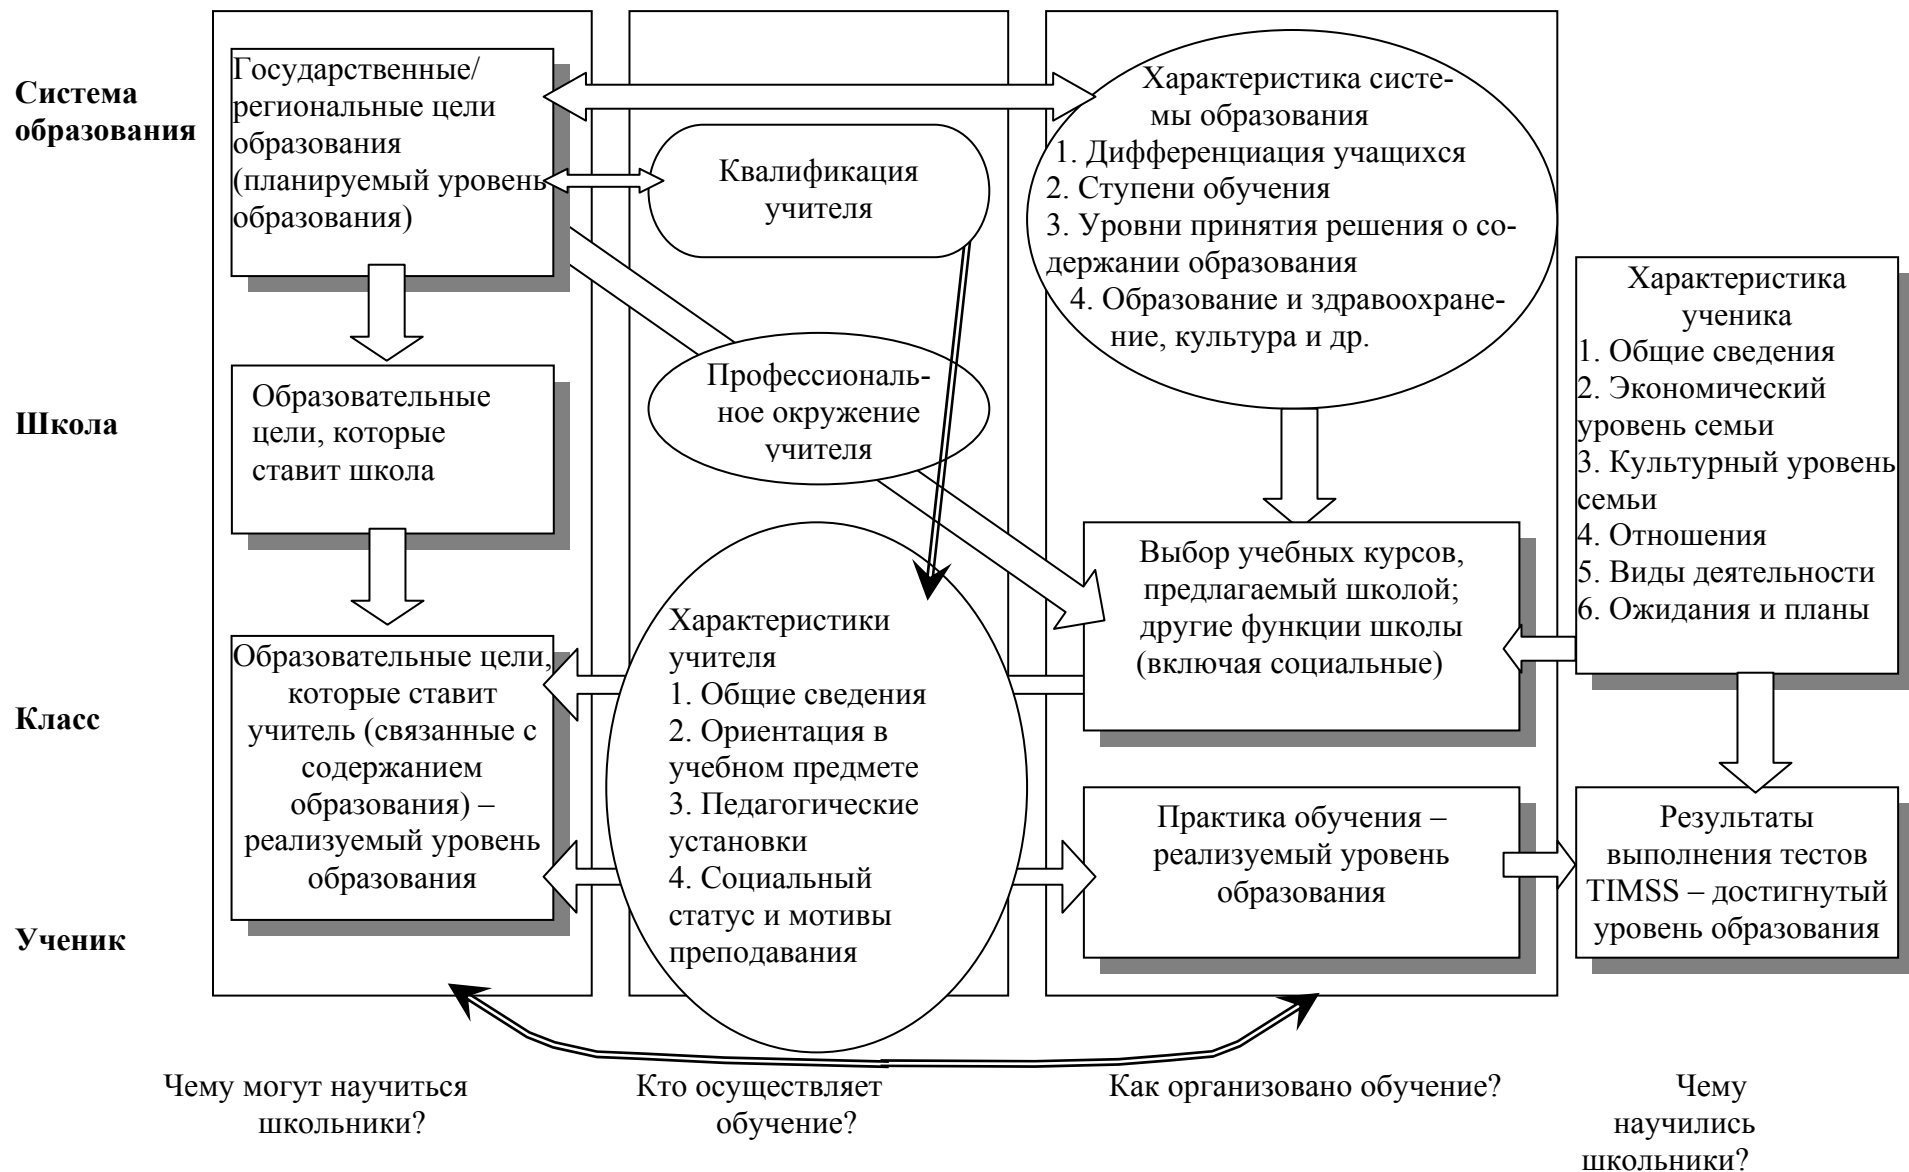 Система
образования
Школа
Класс
Ученик
Государственные/
региональные цели
образования
(планируемый уровень
образования)
Образовательные
цели, которые
ставит школа
Образовательные цели,
которые ставит
учитель (связанные с
содержанием
образования) –
реализуемый уровень
образования
Квалификация
учителя
Профессиональ-
ное окружение
учителя
Характеристики
учителя
1. Общие сведения
2. Ориентация в
учебном предмете
3. Педагогические
установки
4. Социальный
статус и мотивы
преподавания
Характеристика систе-
мы образования
1. Дифференциация учащихся
2. Ступени обучения
3. Уровни принятия решения о со-
держании образования
4. Образование и здравоохране-
ние, культура и др.
Выбор учебных курсов,
предлагаемый школой;
другие функции школы
(включая социальные)
Практика обучения –
реализуемый уровень
образования
Характеристика
ученика
1. Общие сведения
2. Экономический
уровень семьи
3. Культурный уровень
семьи
4. Отношения
5. Виды деятельности
6. Ожидания и планы
Результаты
выполнения тестов
TIMSS – достигнутый
уровень образования
Чему могут научиться
школьники?
Кто осуществляет
обучение?
Как организовано обучение?
Чему
научились
школьники?